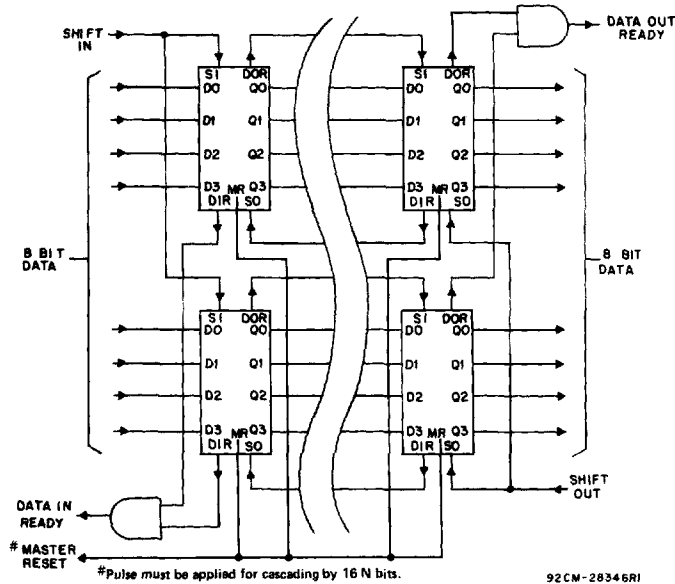 SHIFT IN
DATA OUT READY
SI DOR
D0 Q0
D1 Q1
D2 Q2
D3 MR Q3
DIR SO
SI DOR
D0 Q0
D1 Q1
D2 Q2
D3 MR Q3
DIR SO
8 BIT DATA
8 BIT DATA
SI DOR
D0 Q0
D1 Q1
D2 Q2
D3 MR Q3
DIR SO
SI DOR
D0 Q0
D1 Q1
D2 Q2
D3 MR Q3
DIR SO
SHIFT OUT
DATA IN READY
# MASTER RESET
#Pulse must be applied for cascading by 16 N bits.
92CM-28346R1